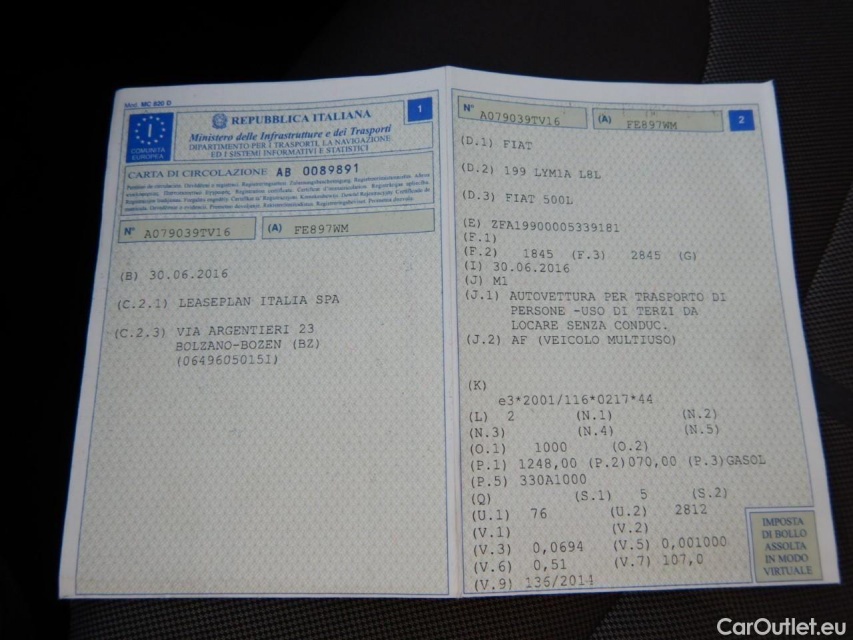 Mod. MC 820 D
I
COMUNITÀ
EUROPEA
REPUBBLICA ITALIANA
Ministero delle Infrastrutture e dei Trasporti
DIPARTIMENTO PER I TRASPORTI, LA NAVIGAZIONE
ED I SISTEMI INFORMATIVI E STATISTICI
1
CARTA DI CIRCOLAZIONE AB 0089891
N° A079039TV16 (A) FE897WM
(B) 30.06.2016
(C.2.1) LEASEPLAN ITALIA SPA
(C.2.3) VIA ARGENTIERI 23
BOLZANO-BOZEN (BZ)
(06496050151)
N° A079039TV16 (A) FE897WM
2
(D.1) FIAT
(D.2) 199 LYM1A L8L
(D.3) FIAT 500L
(E) ZFA19900005339181
(F.1)
(F.2) 1845 (F.3) 2845 (G)
(I) 30.06.2016
(J) M1
(J.1) AUTOVETTURA PER TRASPORTO DI
PERSONE -USO DI TERZI DA
LOCARE SENZA CONDUC.
(J.2) AF (VEICOLO MULTIUSO)
(K)
e3*2001/116*0217*44
(L) 2 (N.1) (N.2)
(N.3) (N.4) (N.5)
(O.1) 1000 (O.2)
(P.1) 1248,00 (P.2)070,00 (P.3)GASOL
(P.5) 330A1000
(Q) (S.1) 5 (S.2)
(U.1) 76 (U.2) 2812
(V.1) (V.2)
(V.3) 0,0694 (V.5) 0,001000
(V.6) 0,51 (V.7) 107,0
(V.9) 136/2014
IMPOSTA
DI BOLLO
ASSOLTA
IN MODO
VIRTUALE
CarOutlet.eu